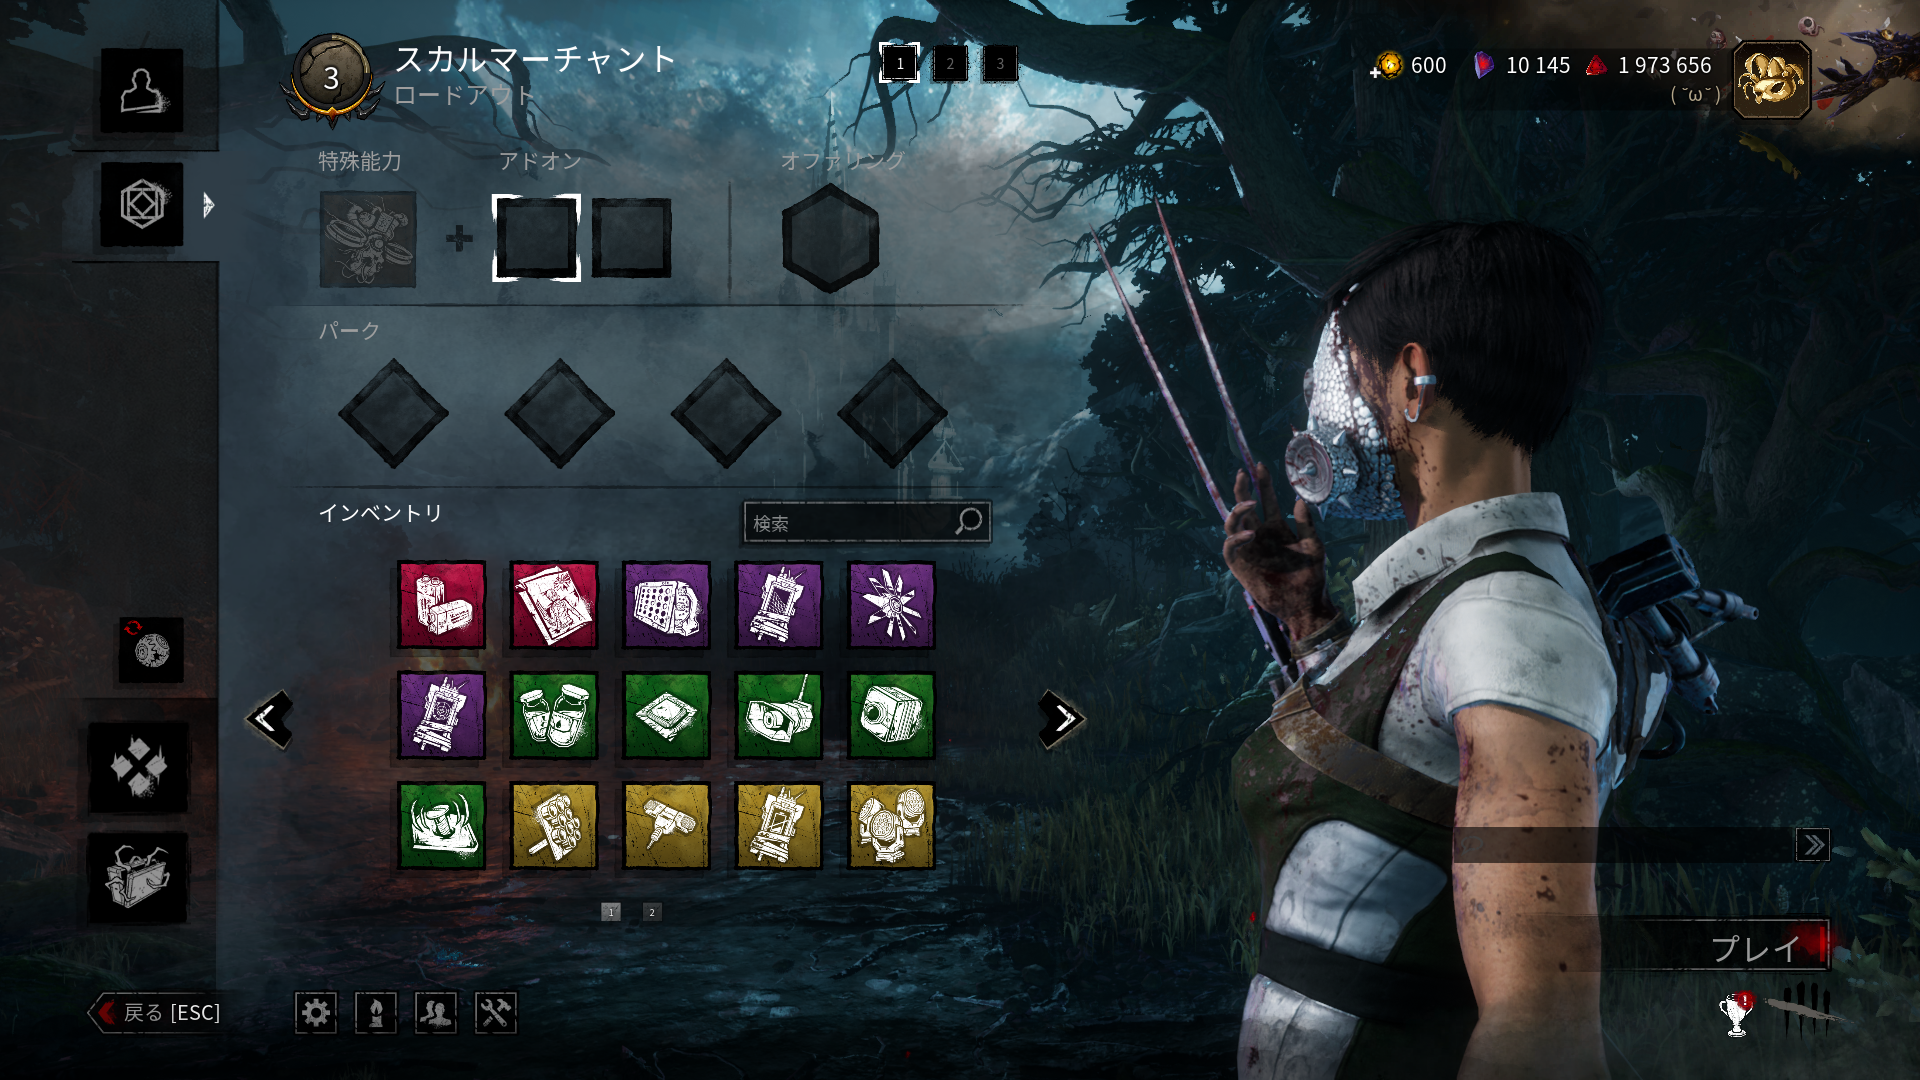 3
スカルマーチャント
ロードアウト
1 2 3
600 10 145 1 973 656
( ˘ω˘ )
特殊能力 アドオン オファリング
パーク
インベントリ
検索
1 2
プレイ
戻る [ESC]